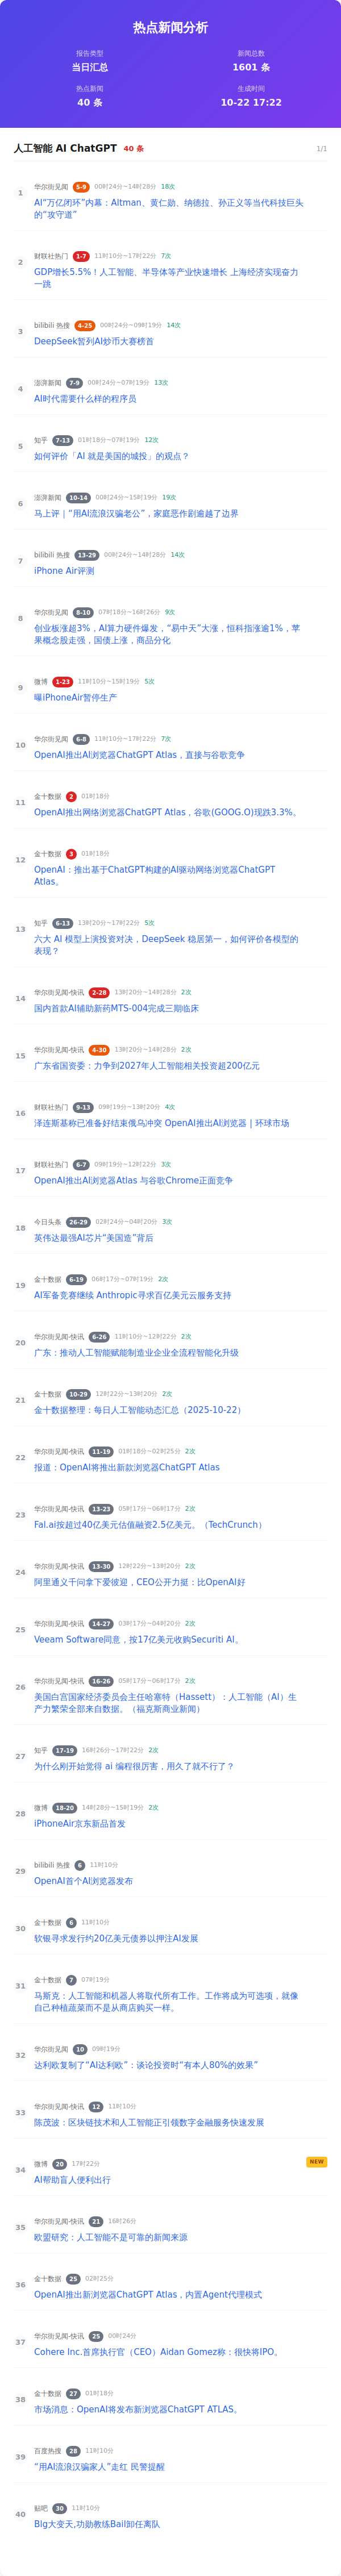 热点新闻分析
报告类型
新闻总数
当日汇总
1601 条
热点新闻
生成时间
40 条
10-22 17:22
人工智能 AI ChatGPT 40 条 1/1
1
华尔街见闻 5-9 00时24分~14时28分 18次
AI“万亿闭环”内幕：Altman、黄仁勋、纳德拉、孙正义等当代科技巨头
的“攻守道”
2
财联社热门 1-7 11时10分~17时22分 7次
GDP增长5.5%！人工智能、半导体等产业快速增长 上海经济实现奋力
一跳
3
bilibili 热搜 4-25 00时24分~09时19分 14次
DeepSeek暂列AI炒币大赛榜首
4
澎湃新闻 7-9 00时24分~07时19分 13次
AI时代需要什么样的程序员
5
知乎 7-13 01时18分~07时19分 12次
如何评价「AI 就是美国的城投」的观点？
6
澎湃新闻 10-14 00时24分~15时19分 19次
马上评｜“用AI流浪汉骗老公”，家庭恶作剧逾越了边界
7
bilibili 热搜 13-29 00时24分~14时28分 14次
iPhone Air评测
8
华尔街见闻 8-10 07时18分~16时26分 9次
创业板涨超3%，AI算力硬件爆发，“易中天”大涨，恒科指涨逾1%，苹
果概念股走强，国债上涨，商品分化
9
微博 1-23 11时10分~15时19分 5次
曝iPhoneAir暂停生产
10
华尔街见闻 6-8 11时10分~17时22分 7次
OpenAI推出AI浏览器ChatGPT Atlas，直接与谷歌竞争
11
金十数据 2 01时18分
OpenAI推出网络浏览器ChatGPT Atlas，谷歌(GOOG.O)现跌3.3%。
12
金十数据 3 01时18分
OpenAI：推出基于ChatGPT构建的AI驱动网络浏览器ChatGPT
Atlas。
13
知乎 6-13 13时20分~17时22分 5次
六大 AI 模型上演投资对决，DeepSeek 稳居第一，如何评价各模型的
表现？
14
华尔街见闻-快讯 2-28 13时20分~14时28分 2次
国内首款AI辅助新药MTS-004完成三期临床
15
华尔街见闻-快讯 4-30 13时20分~14时28分 2次
广东省国资委：力争到2027年人工智能相关投资超200亿元
16
财联社热门 9-13 09时19分~13时20分 4次
泽连斯基称已准备好结束俄乌冲突 OpenAI推出AI浏览器｜环球市场
17
财联社热门 6-7 09时19分~12时22分 3次
OpenAI推出AI浏览器Atlas 与谷歌Chrome正面竞争
18
今日头条 26-29 02时24分~04时20分 3次
英伟达最强AI芯片“美国造”背后
19
金十数据 6-19 06时17分~07时19分 2次
AI军备竞赛继续 Anthropic寻求百亿美元云服务支持
20
华尔街见闻-快讯 6-26 11时10分~12时22分 2次
广东：推动人工智能赋能制造业企业全流程智能化升级
21
金十数据 10-29 12时22分~13时20分 2次
金十数据整理：每日人工智能动态汇总（2025-10-22）
22
华尔街见闻-快讯 11-19 01时18分~02时25分 2次
报道：OpenAI将推出新款浏览器ChatGPT Atlas
23
华尔街见闻-快讯 13-23 05时17分~06时17分 2次
Fal.ai按超过40亿美元估值融资2.5亿美元。（TechCrunch）
24
华尔街见闻-快讯 13-30 12时22分~13时20分 2次
阿里通义千问拿下爱彼迎，CEO公开力挺：比OpenAI好
25
华尔街见闻-快讯 14-27 03时17分~04时20分 2次
Veeam Software同意，按17亿美元收购Securiti AI。
26
华尔街见闻-快讯 16-26 05时17分~06时17分 2次
美国白宫国家经济委员会主任哈塞特（Hassett）：人工智能（AI）生
产力繁荣全部来自数据。（福克斯商业新闻）
27
知乎 17-19 16时26分~17时22分 2次
为什么刚开始觉得 ai 编程很厉害，用久了就不行了？
28
微博 18-20 14时28分~15时19分 2次
iPhoneAir京东新品首发
29
bilibili 热搜 6 11时10分
OpenAI首个AI浏览器发布
30
金十数据 6 11时10分
软银寻求发行约20亿美元债券以押注AI发展
31
金十数据 7 07时19分
马斯克：人工智能和机器人将取代所有工作。工作将成为可选项，就像
自己种植蔬菜而不是从商店购买一样。
32
华尔街见闻 10 09时19分
达利欧复制了“AI达利欧”：谈论投资时“有本人80%的效果”
33
华尔街见闻-快讯 12 11时10分
陈茂波：区块链技术和人工智能正引领数字金融服务快速发展
34
微博 20 17时22分 NEW
AI帮助盲人便利出行
35
华尔街见闻-快讯 21 16时26分
欧盟研究：人工智能不是可靠的新闻来源
36
金十数据 25 02时25分
OpenAI推出新浏览器ChatGPT Atlas，内置Agent代理模式
37
华尔街见闻-快讯 25 00时24分
Cohere Inc.首席执行官（CEO）Aidan Gomez称：很快将IPO。
38
金十数据 27 01时18分
市场消息：OpenAI将发布新浏览器ChatGPT ATLAS。
39
百度热搜 28 11时10分
“用AI流浪汉骗家人”走红 民警提醒
40
贴吧 30 11时10分
Blg大变天,功勋教练Bail卸任离队